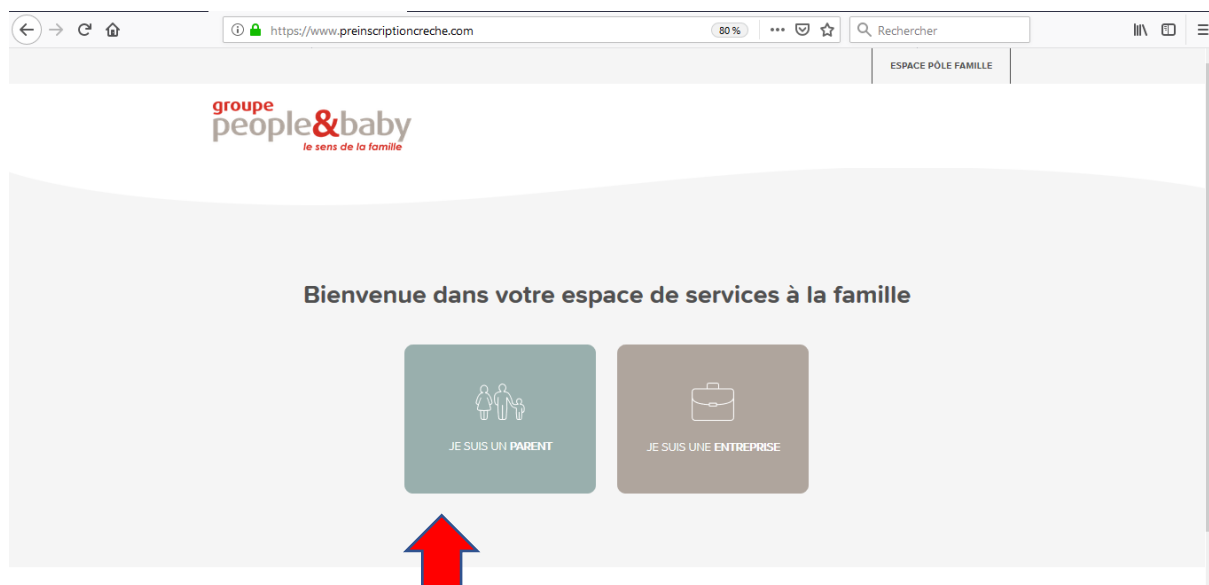 https://www.preinscriptioncreche.com
80 %
Rechercher
ESPACE PÔLE FAMILLE
groupe
people&baby
le sens de la famille
Bienvenue dans votre espace de services à la famille
JE SUIS UN PARENT
JE SUIS UNE ENTREPRISE